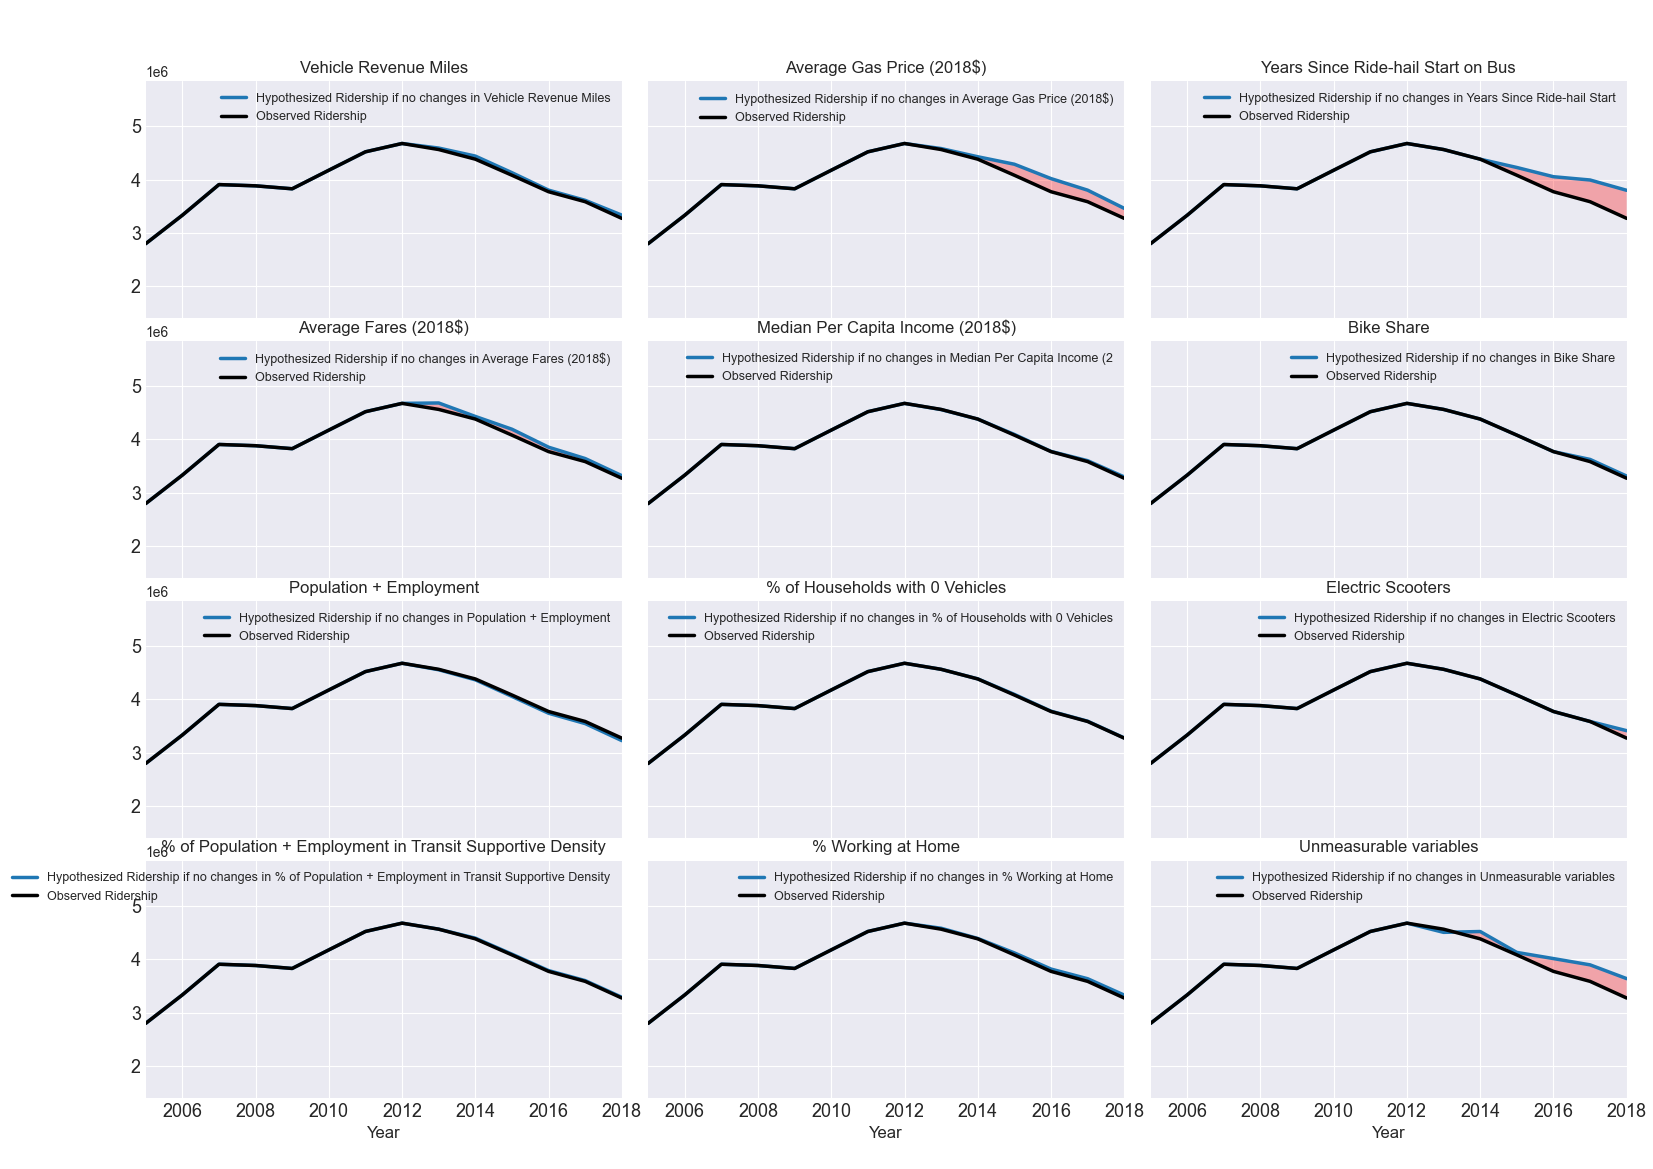 Vehicle Revenue Miles
1e6
Hypothesized Ridership if no changes in Vehicle Revenue Miles
Observed Ridership
5
4
3
2
Average Gas Price (2018$)
Hypothesized Ridership if no changes in Average Gas Price (2018$)
Observed Ridership
Years Since Ride-hail Start on Bus
Hypothesized Ridership if no changes in Years Since Ride-hail Start
Observed Ridership
Average Fares (2018$)
1e6
Hypothesized Ridership if no changes in Average Fares (2018$)
Observed Ridership
5
4
3
2
Median Per Capita Income (2018$)
Hypothesized Ridership if no changes in Median Per Capita Income (2
Observed Ridership
Bike Share
Hypothesized Ridership if no changes in Bike Share
Observed Ridership
Population + Employment
1e6
Hypothesized Ridership if no changes in Population + Employment
Observed Ridership
5
4
3
2
% of Households with 0 Vehicles
Hypothesized Ridership if no changes in % of Households with 0 Vehicles
Observed Ridership
Electric Scooters
Hypothesized Ridership if no changes in Electric Scooters
Observed Ridership
% of Population + Employment in Transit Supportive Density
1e6
Hypothesized Ridership if no changes in % of Population + Employment in Transit Supportive Density
Observed Ridership
5
4
3
2
2006 2008 2010 2012 2014 2016 2018
Year
% Working at Home
Hypothesized Ridership if no changes in % Working at Home
Observed Ridership
2006 2008 2010 2012 2014 2016 2018
Year
Unmeasurable variables
Hypothesized Ridership if no changes in Unmeasurable variables
Observed Ridership
2006 2008 2010 2012 2014 2016 2018
Year